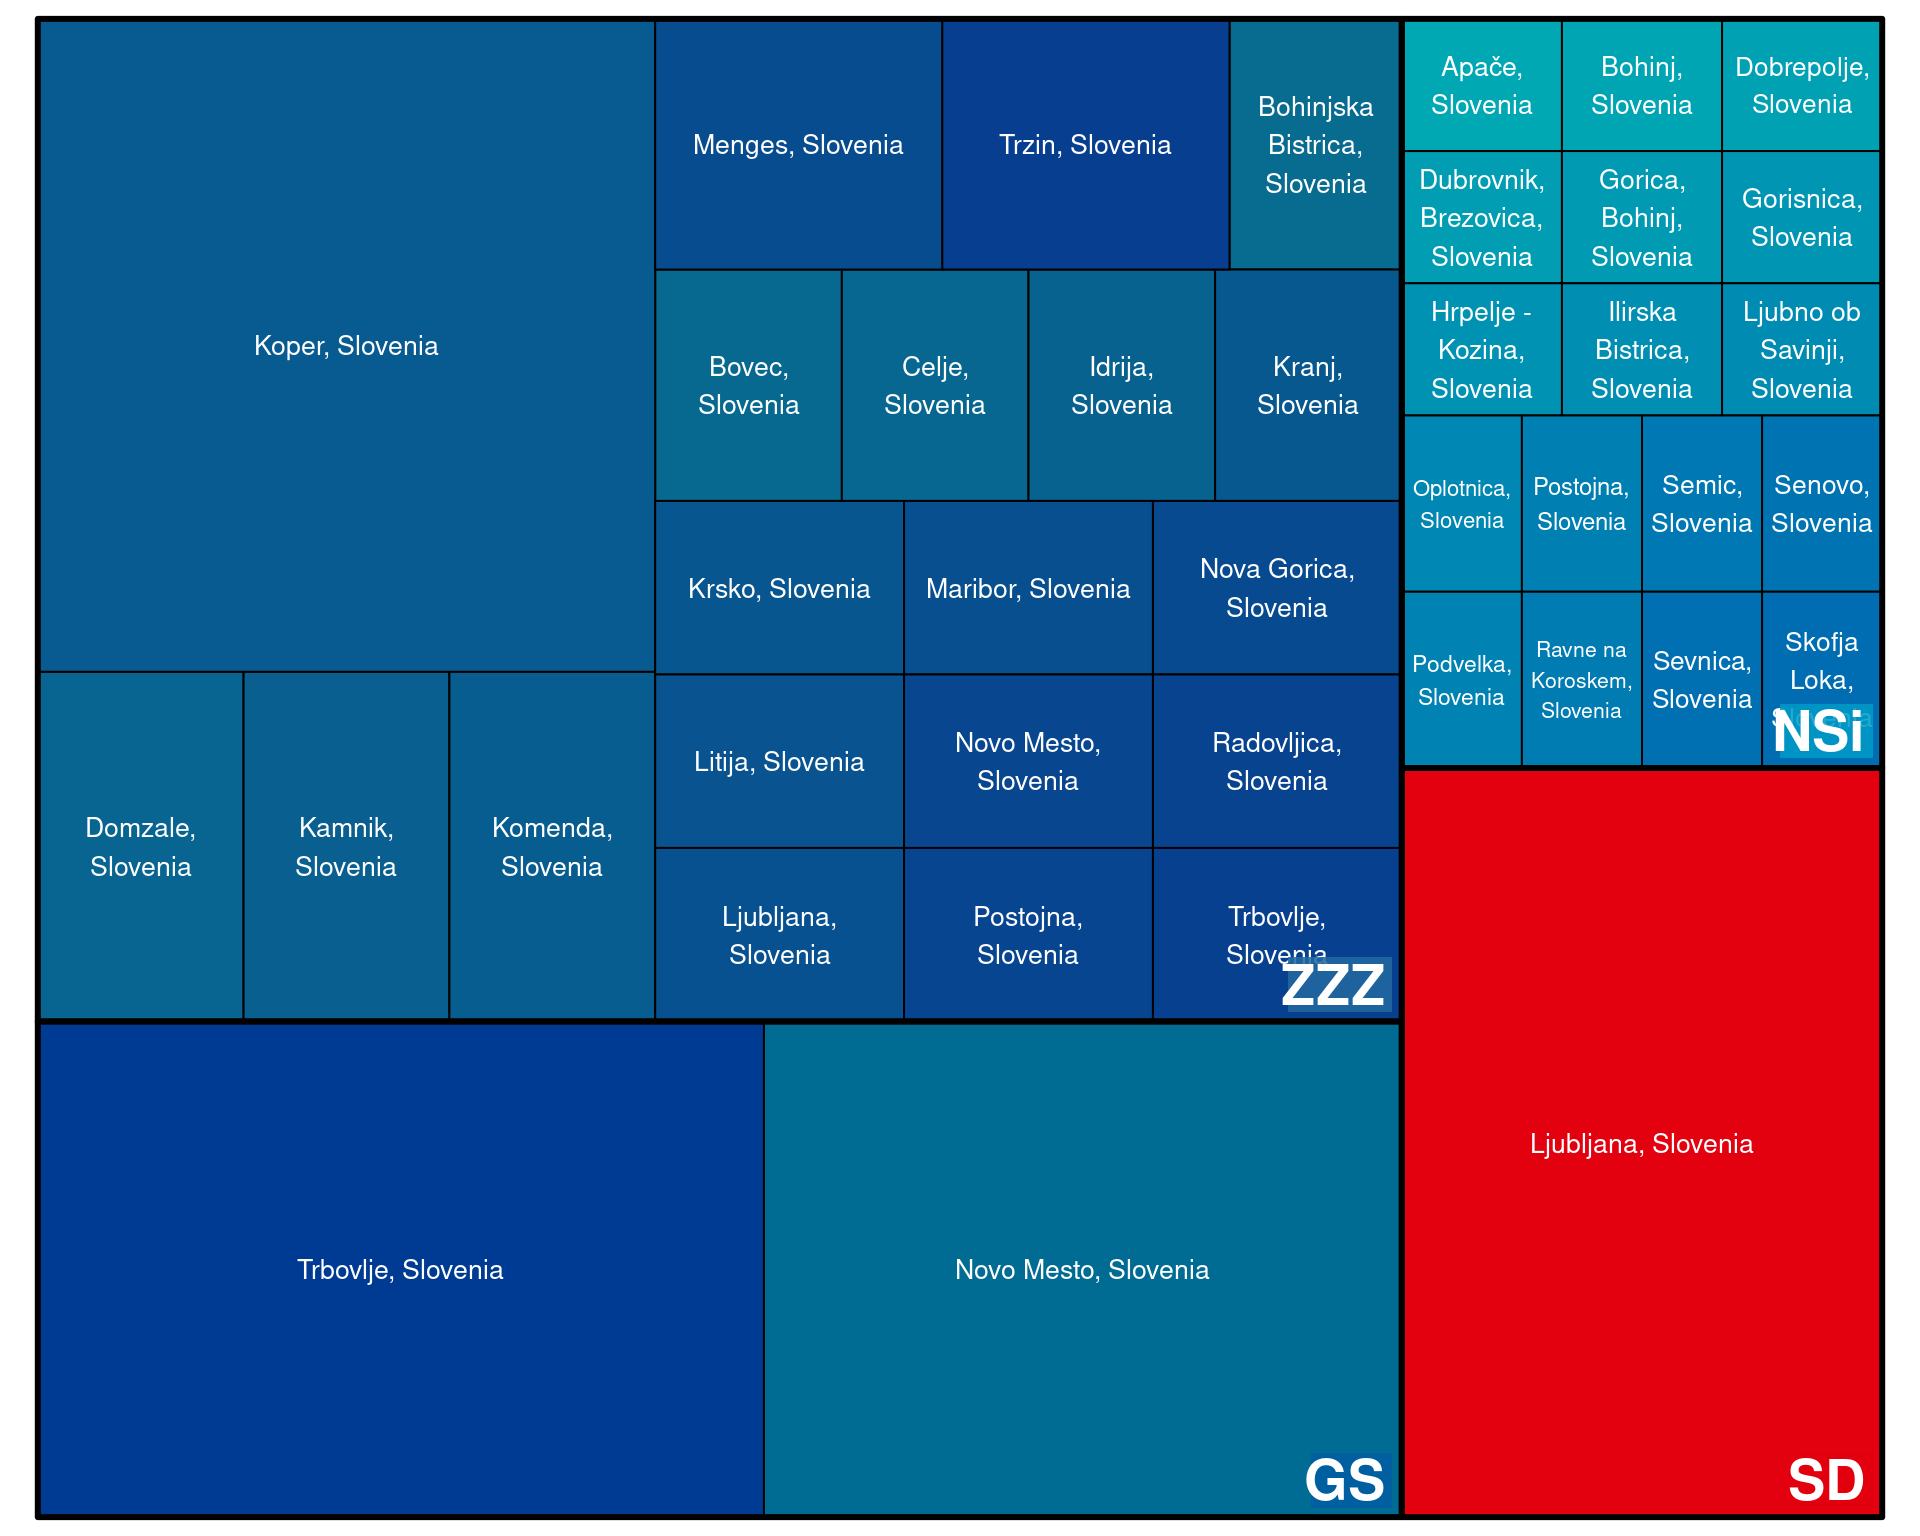 Koper, Slovenia
Menges, Slovenia
Trzin, Slovenia
Bohinjska
Bistrica,
Slovenia
Bovec,
Slovenia
Celje,
Slovenia
Idrija,
Slovenia
Kranj,
Slovenia
Krsko, Slovenia
Maribor, Slovenia
Nova Gorica,
Slovenia
Litija, Slovenia
Novo Mesto,
Slovenia
Radovljica,
Slovenia
Domzale,
Slovenia
Kamnik,
Slovenia
Komenda,
Slovenia
Ljubljana,
Slovenia
Postojna,
Slovenia
Trbovlje,
Slovenia
ZZZ
Trbovlje, Slovenia
Novo Mesto, Slovenia
GS
Apače,
Slovenia
Bohinj,
Slovenia
Dobrepolje,
Slovenia
Dubrovnik,
Brezovica,
Slovenia
Gorica,
Bohinj,
Slovenia
Gorisnica,
Slovenia
Hrpelje -
Kozina,
Slovenia
Ilirska
Bistrica,
Slovenia
Ljubno ob
Savinji,
Slovenia
Oplotnica,
Slovenia
Postojna,
Slovenia
Semic,
Slovenia
Senovo,
Slovenia
Podvelka,
Slovenia
Ravne na
Koroskem,
Slovenia
Sevnica,
Slovenia
Skofja
Loka,
Slovenia
NSi
Ljubljana, Slovenia
SD